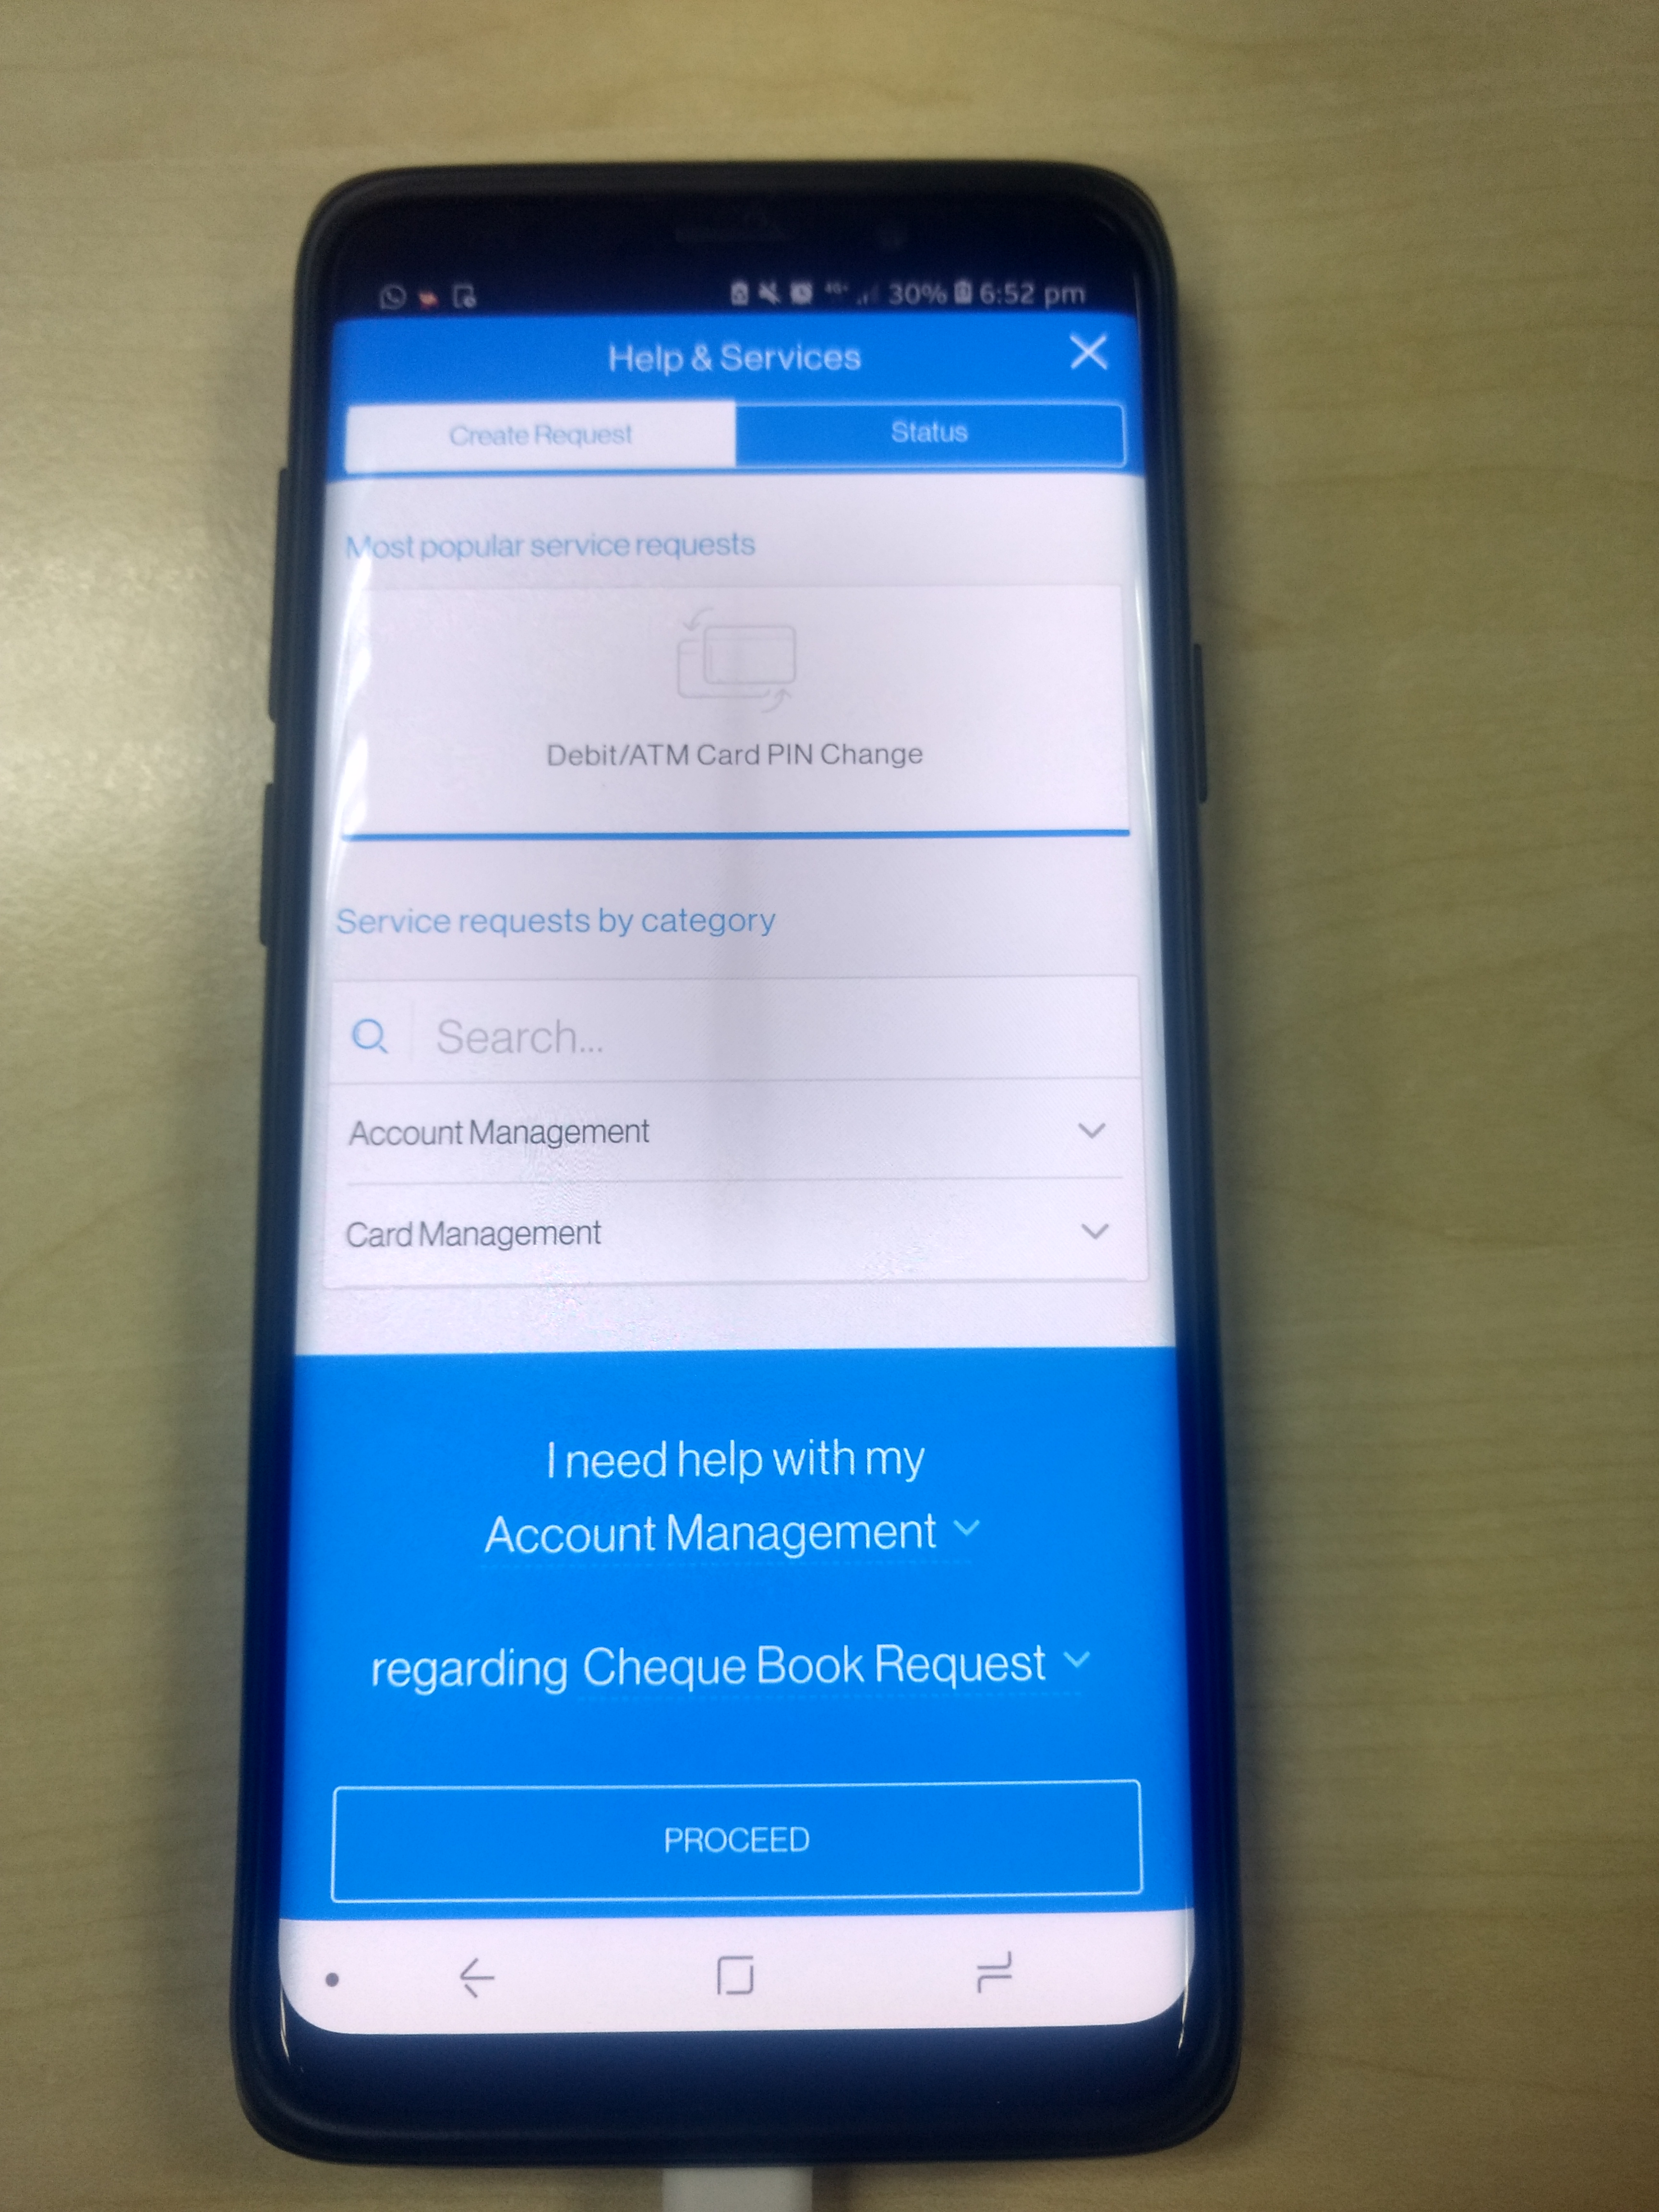 30% 6:52 pm
Help & Services
Create Request
Status
Most popular service requests
Debit/ATM Card PIN Change
Service requests by category
Search...
Account Management
Card Management
I need help with my
Account Management
regarding Cheque Book Request
PROCEED